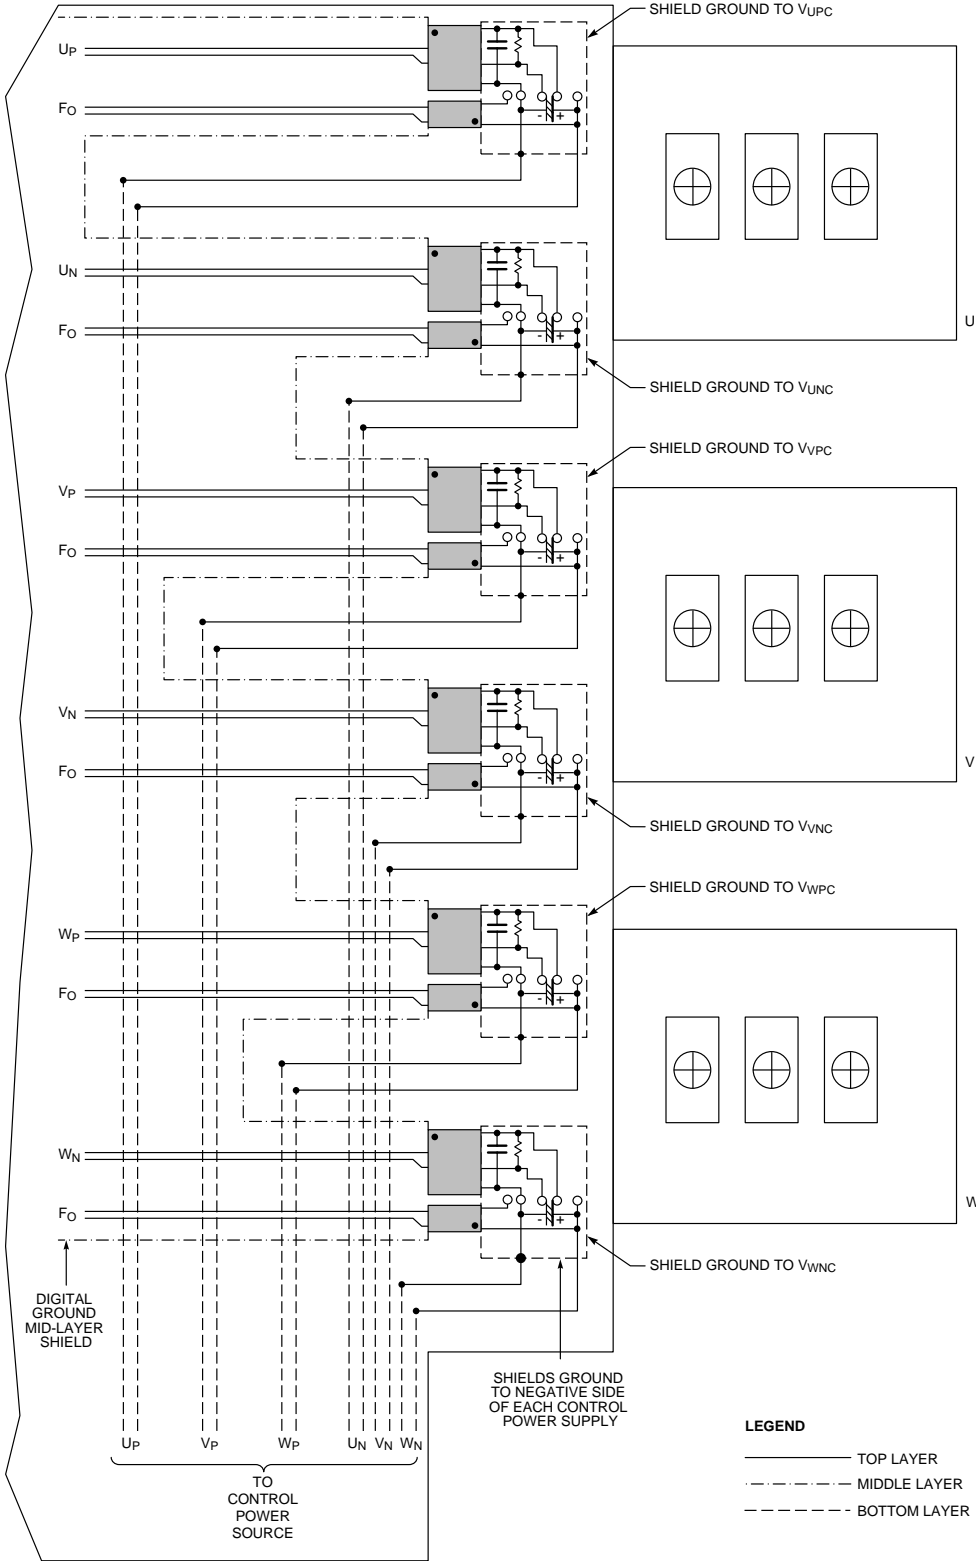 SHIELD GROUND TO VUPC
UP
FO
UN
FO
U
SHIELD GROUND TO VUNC
SHIELD GROUND TO VVPC
VP
FO
VN
FO
V
SHIELD GROUND TO VVNC
SHIELD GROUND TO VWPC
WP
FO
WN
FO
W
SHIELD GROUND TO VWNC
DIGITAL
GROUND
MID-LAYER
SHIELD
SHIELDS GROUND
TO NEGATIVE SIDE
OF EACH CONTROL
POWER SUPPLY
UP VP WP UN VN WN
TO
CONTROL
POWER
SOURCE
LEGEND
TOP LAYER
MIDDLE LAYER
BOTTOM LAYER
- +
- +
- +
- +
- +
- +